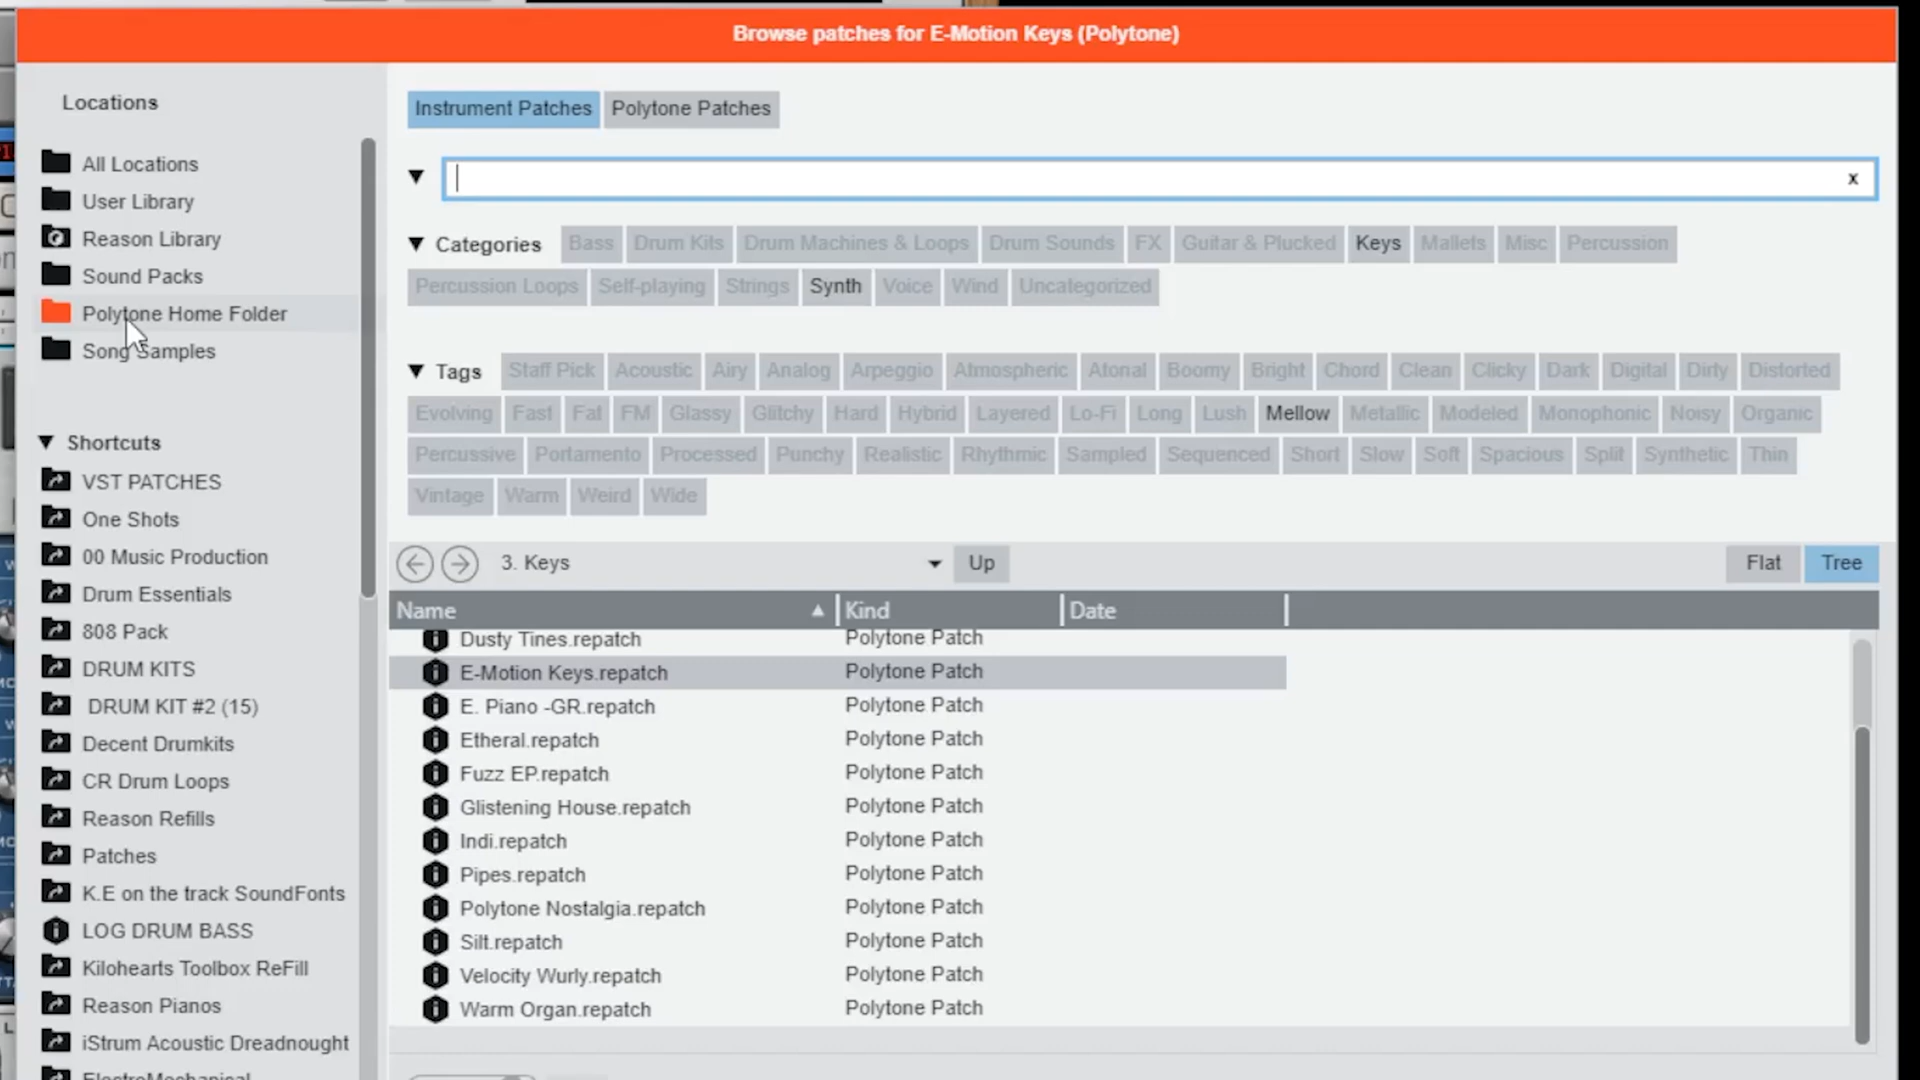 Browse patches for E-Motion Keys (Polytone)
Locations
All Locations
User Library
Reason Library
Sound Packs
Polytone Home Folder
Song Samples
Shortcuts
VST PATCHES
One Shots
00 Music Production
Drum Essentials
808 Pack
DRUM KITS
DRUM KIT #2 (15)
Decent Drumkits
CR Drum Loops
Reason Refills
Patches
K.E on the track SoundFonts
LOG DRUM BASS
Kilohearts Toolbox ReFill
Reason Pianos
iStrum Acoustic Dreadnought
ElectroMechanical
Instrument Patches Polytone Patches
x
Categories Bass Drum Kits Drum Machines & Loops Drum Sounds FX Guitar & Plucked Keys Mallets Misc Percussion
Percussion Loops Self-playing Strings Synth Voice Wind Uncategorized
Tags Staff Pick Acoustic Airy Analog Arpeggio Atmospheric Atonal Boomy Bright Chord Clean Clicky Dark Digital Dirty Distorted
Evolving Fast Fat FM Glassy Glitchy Hard Hybrid Layered Lo-Fi Long Lush Mellow Metallic Modeled Monophonic Noisy Organic
Percussive Portamento Processed Punchy Realistic Rhythmic Sampled Sequenced Short Slow Soft Spacious Split Synthetic Thin
Vintage Warm Weird Wide
3. Keys Up Flat Tree
Name Kind Date
Dusty Tines.repatch Polytone Patch
E-Motion Keys.repatch Polytone Patch
E. Piano -GR.repatch Polytone Patch
Etheral.repatch Polytone Patch
Fuzz EP.repatch Polytone Patch
Glistening House.repatch Polytone Patch
Indi.repatch Polytone Patch
Pipes.repatch Polytone Patch
Polytone Nostalgia.repatch Polytone Patch
Silt.repatch Polytone Patch
Velocity Wurly.repatch Polytone Patch
Warm Organ.repatch Polytone Patch